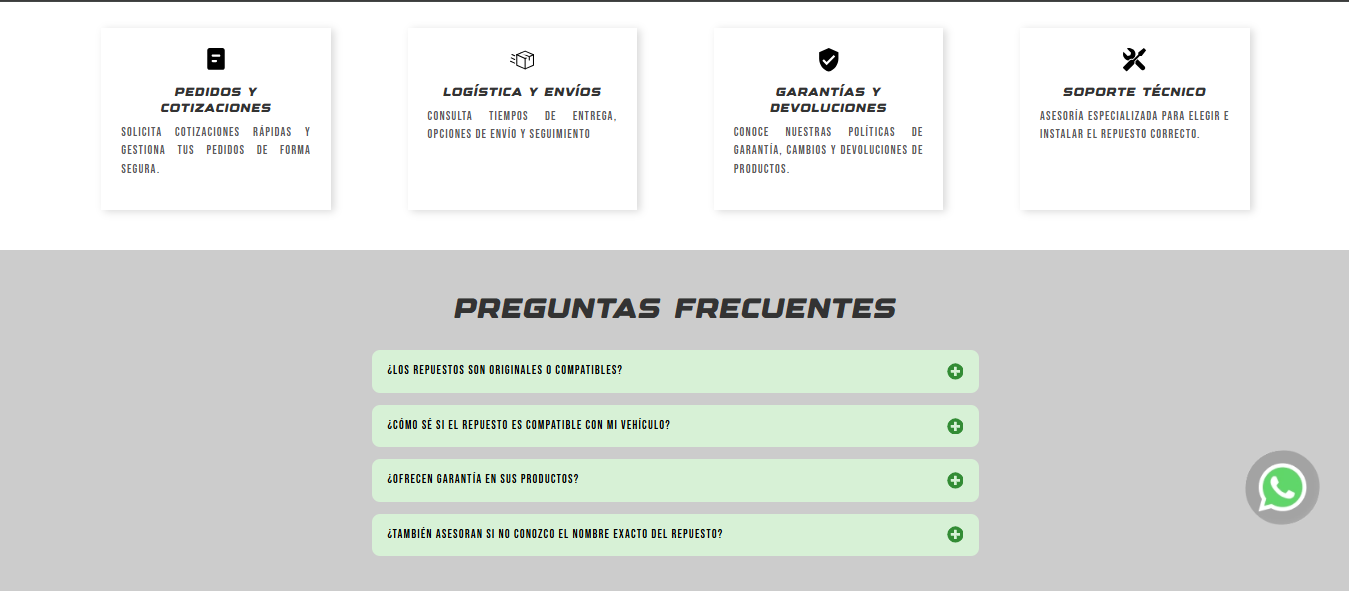 PEDIDOS Y
COTIZACIONES
SOLICITA COTIZACIONES RÁPIDAS Y
GESTIONA TUS PEDIDOS DE FORMA
SEGURA.
LOGÍSTICA Y ENVÍOS
CONSULTA TIEMPOS DE ENTREGA,
OPCIONES DE ENVÍO Y SEGUIMIENTO
GARANTÍAS Y
DEVOLUCIONES
CONOCE NUESTRAS POLÍTICAS DE
GARANTÍA, CAMBIOS Y DEVOLUCIONES DE
PRODUCTOS.
SOPORTE TÉCNICO
ASESORÍA ESPECIALIZADA PARA ELEGIR E
INSTALAR EL REPUESTO CORRECTO.
PREGUNTAS FRECUENTES
¿LOS REPUESTOS SON ORIGINALES O COMPATIBLES?
¿CÓMO SÉ SI EL REPUESTO ES COMPATIBLE CON MI VEHÍCULO?
¿OFRECEN GARANTÍA EN SUS PRODUCTOS?
¿TAMBIÉN ASESORAN SI NO CONOZCO EL NOMBRE EXACTO DEL REPUESTO?